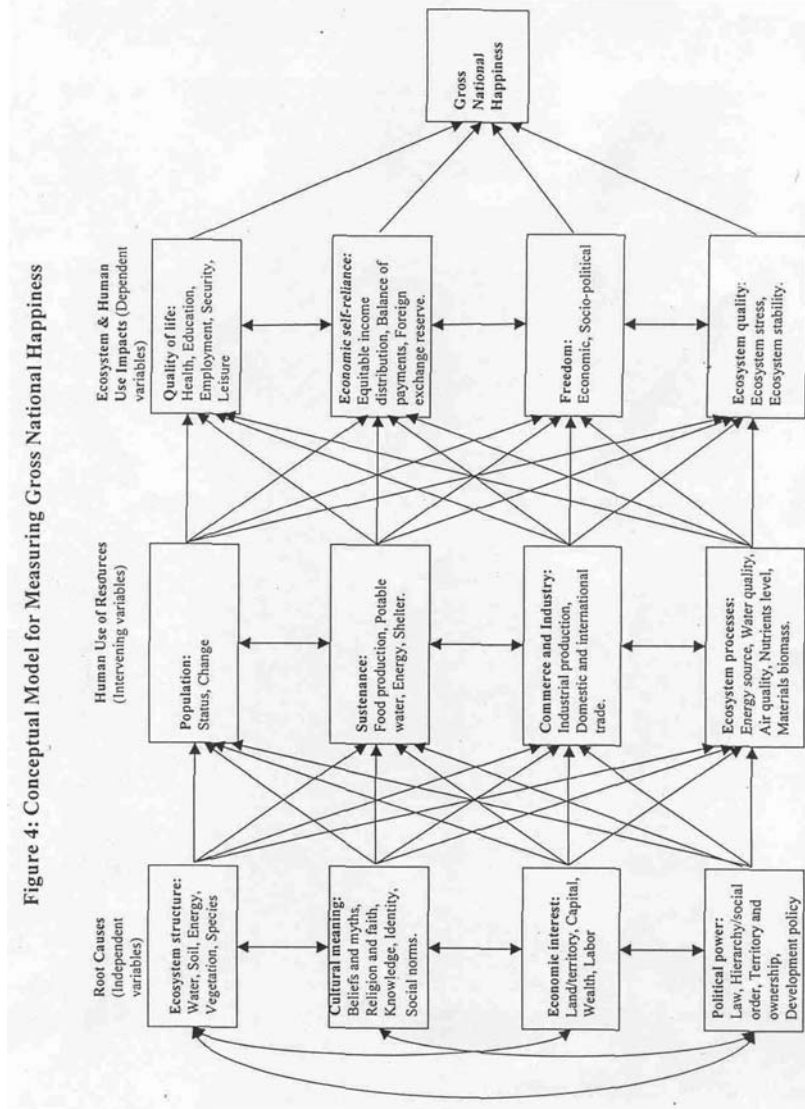 Figure 4: Conceptual Model for Measuring Gross National Happiness
Root Causes
(Independent
variables)
Human Use of Resources
(Intervening variables)
Ecosystem & Human
Use Impacts (Dependent
variables)
Ecosystem structure:
Water, Soil, Energy,
Vegetation, Species
Cultural meaning:
Beliefs and myths,
Religion and faith,
Knowledge, Identity,
Social norms.
Economic interest:
Land/territory, Capital,
Wealth, Labor
Political power:
Law, Hierarchy/social
order, Territory and
ownership,
Development policy
Population:
Status, Change
Sustenance:
Food production, Potable
water, Energy, Shelter.
Commerce and Industry:
Industrial production,
Domestic and international
trade.
Ecosystem processes:
Energy source, Water quality,
Air quality, Nutrients level,
Materials biomass.
Quality of life:
Health, Education,
Employment, Security,
Leisure
Economic self-reliance:
Equitable income
distribution, Balance of
payments, Foreign
exchange reserve.
Freedom:
Economic, Socio-political
Ecosystem quality:
Ecosystem stress,
Ecosystem stability.
Gross
National
Happiness